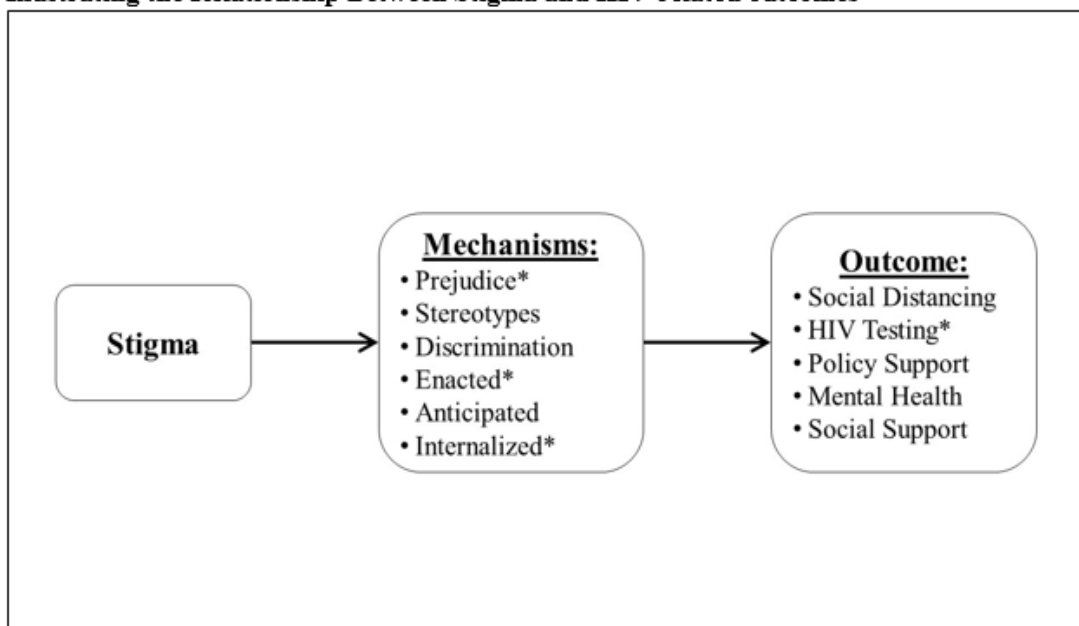 Stigma
Mechanisms:
• Prejudice*
• Stereotypes
• Discrimination
• Enacted*
• Anticipated
• Internalized*
Outcome:
• Social Distancing
• HIV Testing*
• Policy Support
• Mental Health
• Social Support